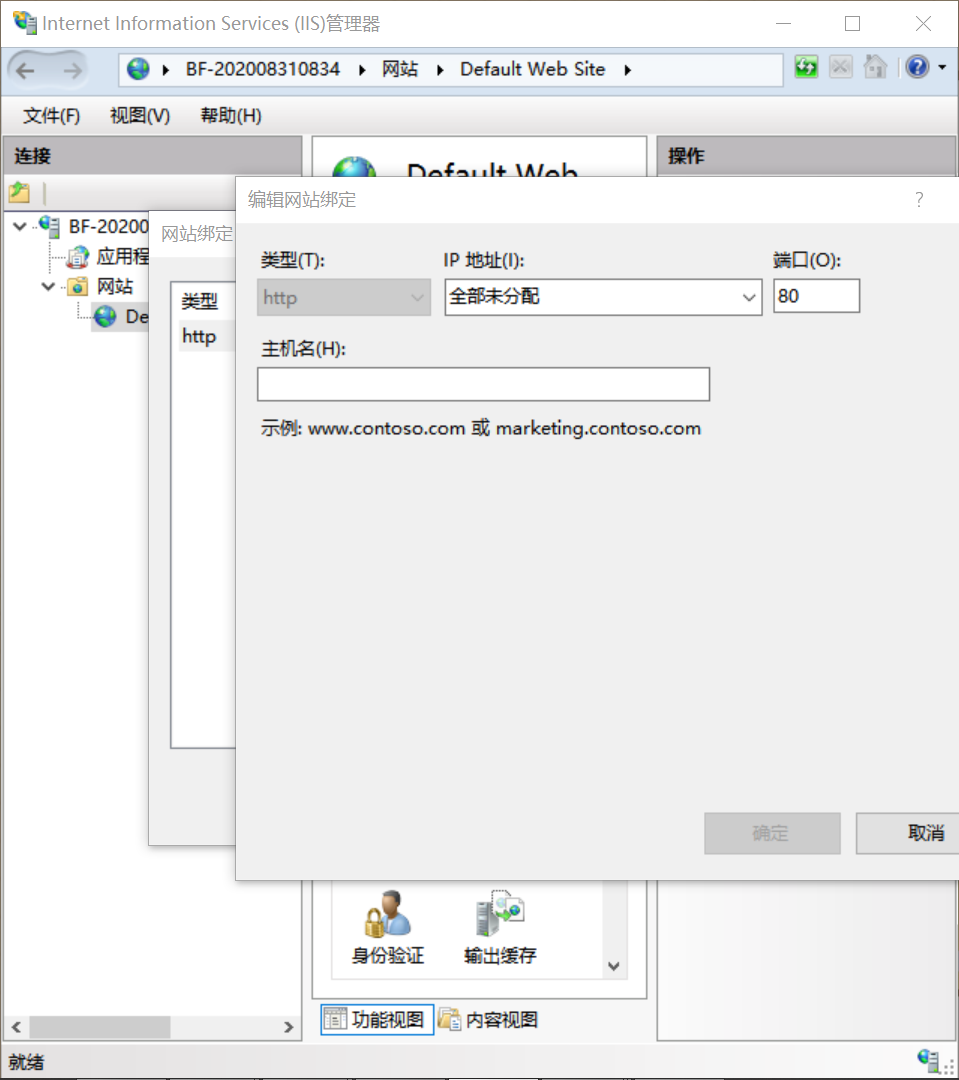 Internet Information Services (IIS)管理器
BF-202008310834 网站 Default Web Site
文件(F) 视图(V) 帮助(H)
连接
Default Web
操作
编辑网站绑定
?
BF-20200
网站绑定
应用程
网站
De
类型
http
类型(T):
IP 地址(I):
端口(O):
http
全部未分配
80
主机名(H):
示例: www.contoso.com 或 marketing.contoso.com
确定
取消
身份验证
输出缓存
功能视图
内容视图
就绪